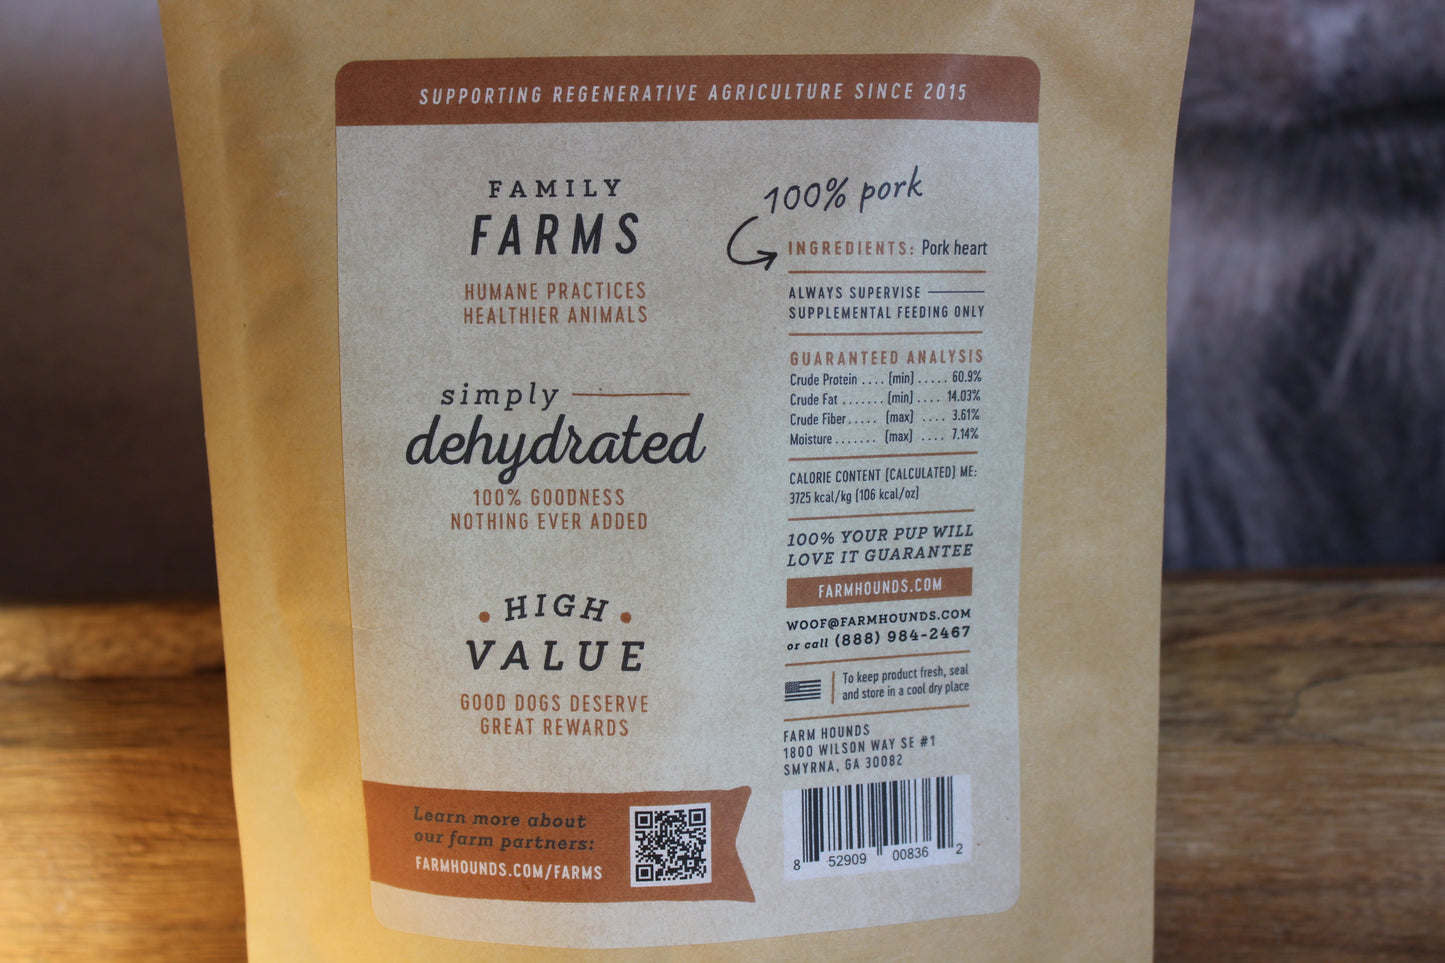 SUPPORTING REGENERATIVE AGRICULTURE SINCE 2015
FAMILY
FARMS
HUMANE PRACTICES
HEALTHIER ANIMALS
simply
dehydrated
100% GOODNESS
NOTHING EVER ADDED
HIGH
VALUE
GOOD DOGS DESERVE
GREAT REWARDS
Learn more about
our farm partners:
FARMHOUNDS.COM/FARMS
100% pork
INGREDIENTS: Pork heart
ALWAYS SUPERVISE
SUPPLEMENTAL FEEDING ONLY
GUARANTEED ANALYSIS
Crude Protein .... (min) ..... 60.9%
Crude Fat ....... (min) .... 14.03%
Crude Fiber ..... (max) .... 3.61%
Moisture ....... (max) .... 7.14%
CALORIE CONTENT (CALCULATED) ME:
3725 kcal/kg (106 kcal/oz)
100% YOUR PUP WILL
LOVE IT GUARANTEE
FARMHOUNDS.COM
WOOF@FARMHOUNDS.COM
or call (888) 984-2467
To keep product fresh, seal
and store in a cool dry place
FARM HOUNDS
1800 WILSON WAY SE #1
SMYRNA, GA 30082
8 52909 00836 2